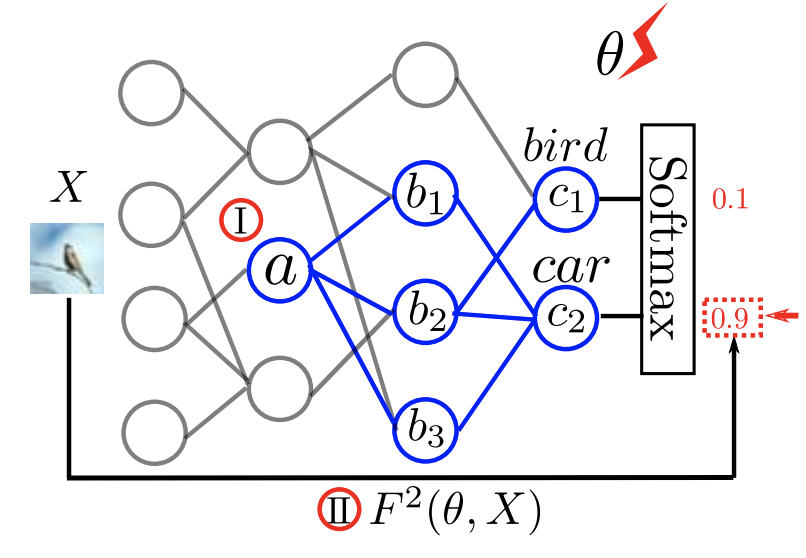 θ
X
bird
car
I
a
b₁
b₂
b₃
c₁
c₂
Softmax
0.1
0.9
II F²(θ, X)